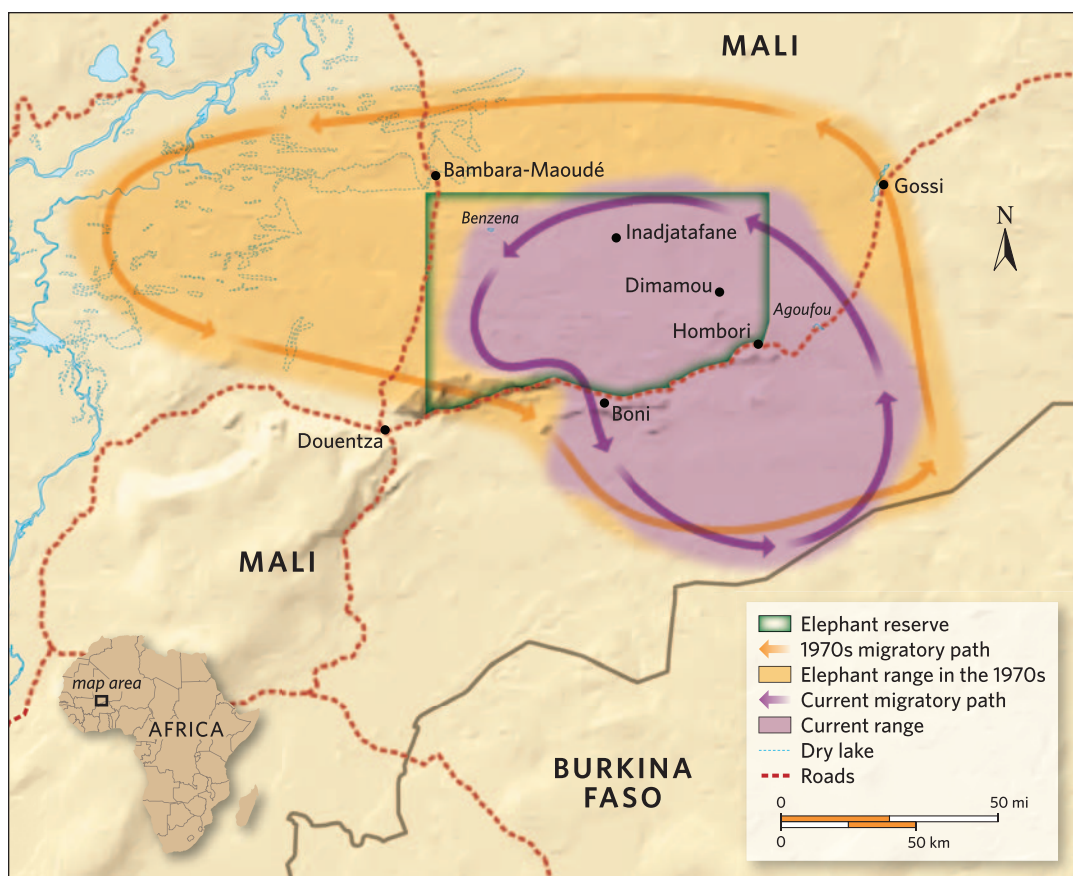 MALI
Bambara-Maoudé
Gossi
N
Benzena
Inadjatafane
Dimamou
Agoufou
Hombori
Boni
Douentza
MALI
map area
AFRICA
BURKINA
FASO
Elephant reserve
1970s migratory path
Elephant range in the 1970s
Current migratory path
Current range
Dry lake
Roads
0 50 mi
0 50 km